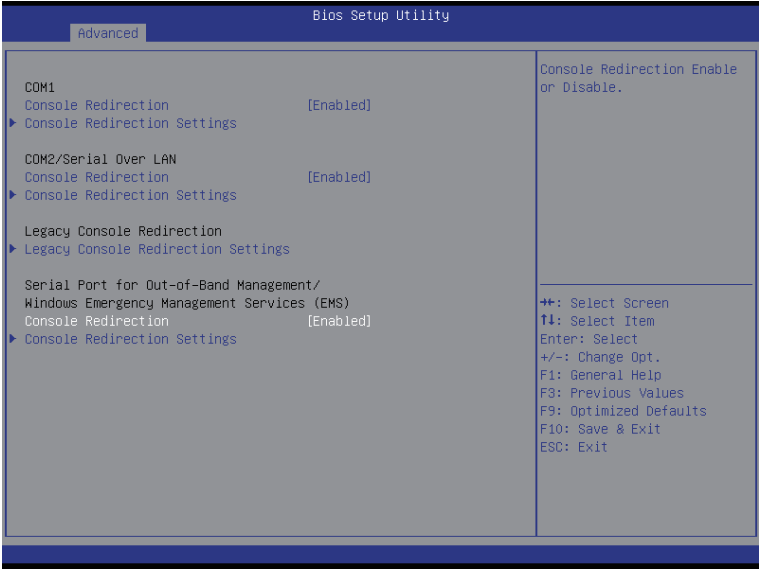 Bios Setup Utility
Advanced
COM1
Console Redirection [Enabled]
Console Redirection Settings
COM2/Serial Over LAN
Console Redirection [Enabled]
Console Redirection Settings
Legacy Console Redirection
Legacy Console Redirection Settings
Serial Port for Out-of-Band Management/
Windows Emergency Management Services (EMS)
Console Redirection [Enabled]
Console Redirection Settings
Console Redirection Enable
or Disable.
→←: Select Screen
↑↓: Select Item
Enter: Select
+/-: Change Opt.
F1: General Help
F3: Previous Values
F9: Optimized Defaults
F10: Save & Exit
ESC: Exit